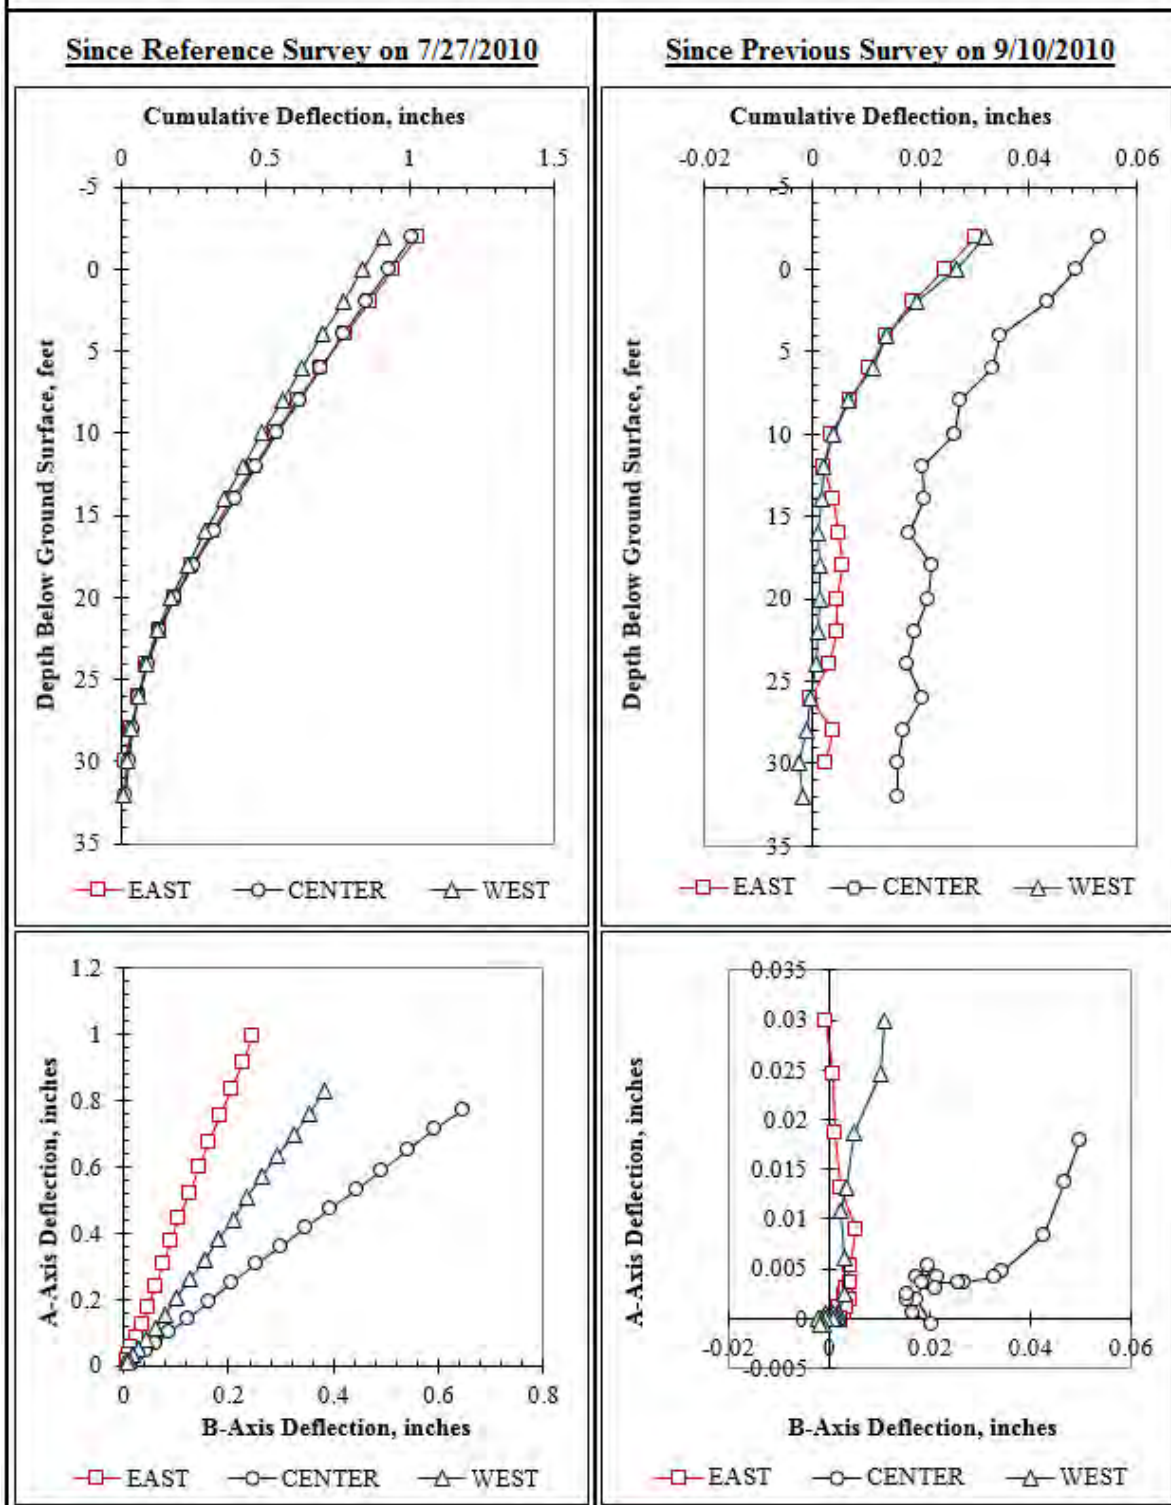 Since Reference Survey on 7/27/2010
Cumulative Deflection, inches
0 0.5 1 1.5
-5
0
5
10
15
20
25
30
35
Depth Below Ground Surface, feet
EAST CENTER WEST
Since Previous Survey on 9/10/2010
Cumulative Deflection, inches
-0.02 0 0.02 0.04 0.06
-5
0
5
10
15
20
25
30
35
Depth Below Ground Surface, feet
EAST CENTER WEST
1.2
1
0.8
0.6
0.4
0.2
0
A-Axis Deflection, inches
0 0.2 0.4 0.6 0.8
B-Axis Deflection, inches
EAST CENTER WEST
0.035
0.03
0.025
0.02
0.015
0.01
0.005
0
-0.005
A-Axis Deflection, inches
-0.02 0 0.02 0.04 0.06
B-Axis Deflection, inches
EAST CENTER WEST